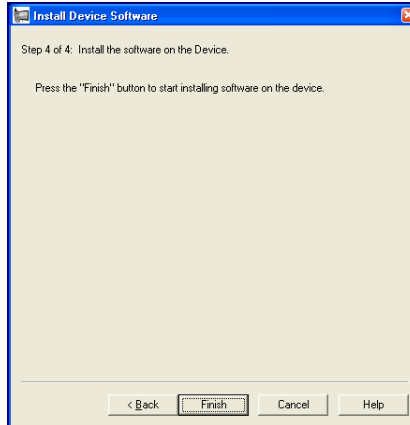 Install Device Software
Step 4 of 4: Install the software on the Device.
Press the "Finish" button to start installing software on the device.
< Back Finish Cancel Help